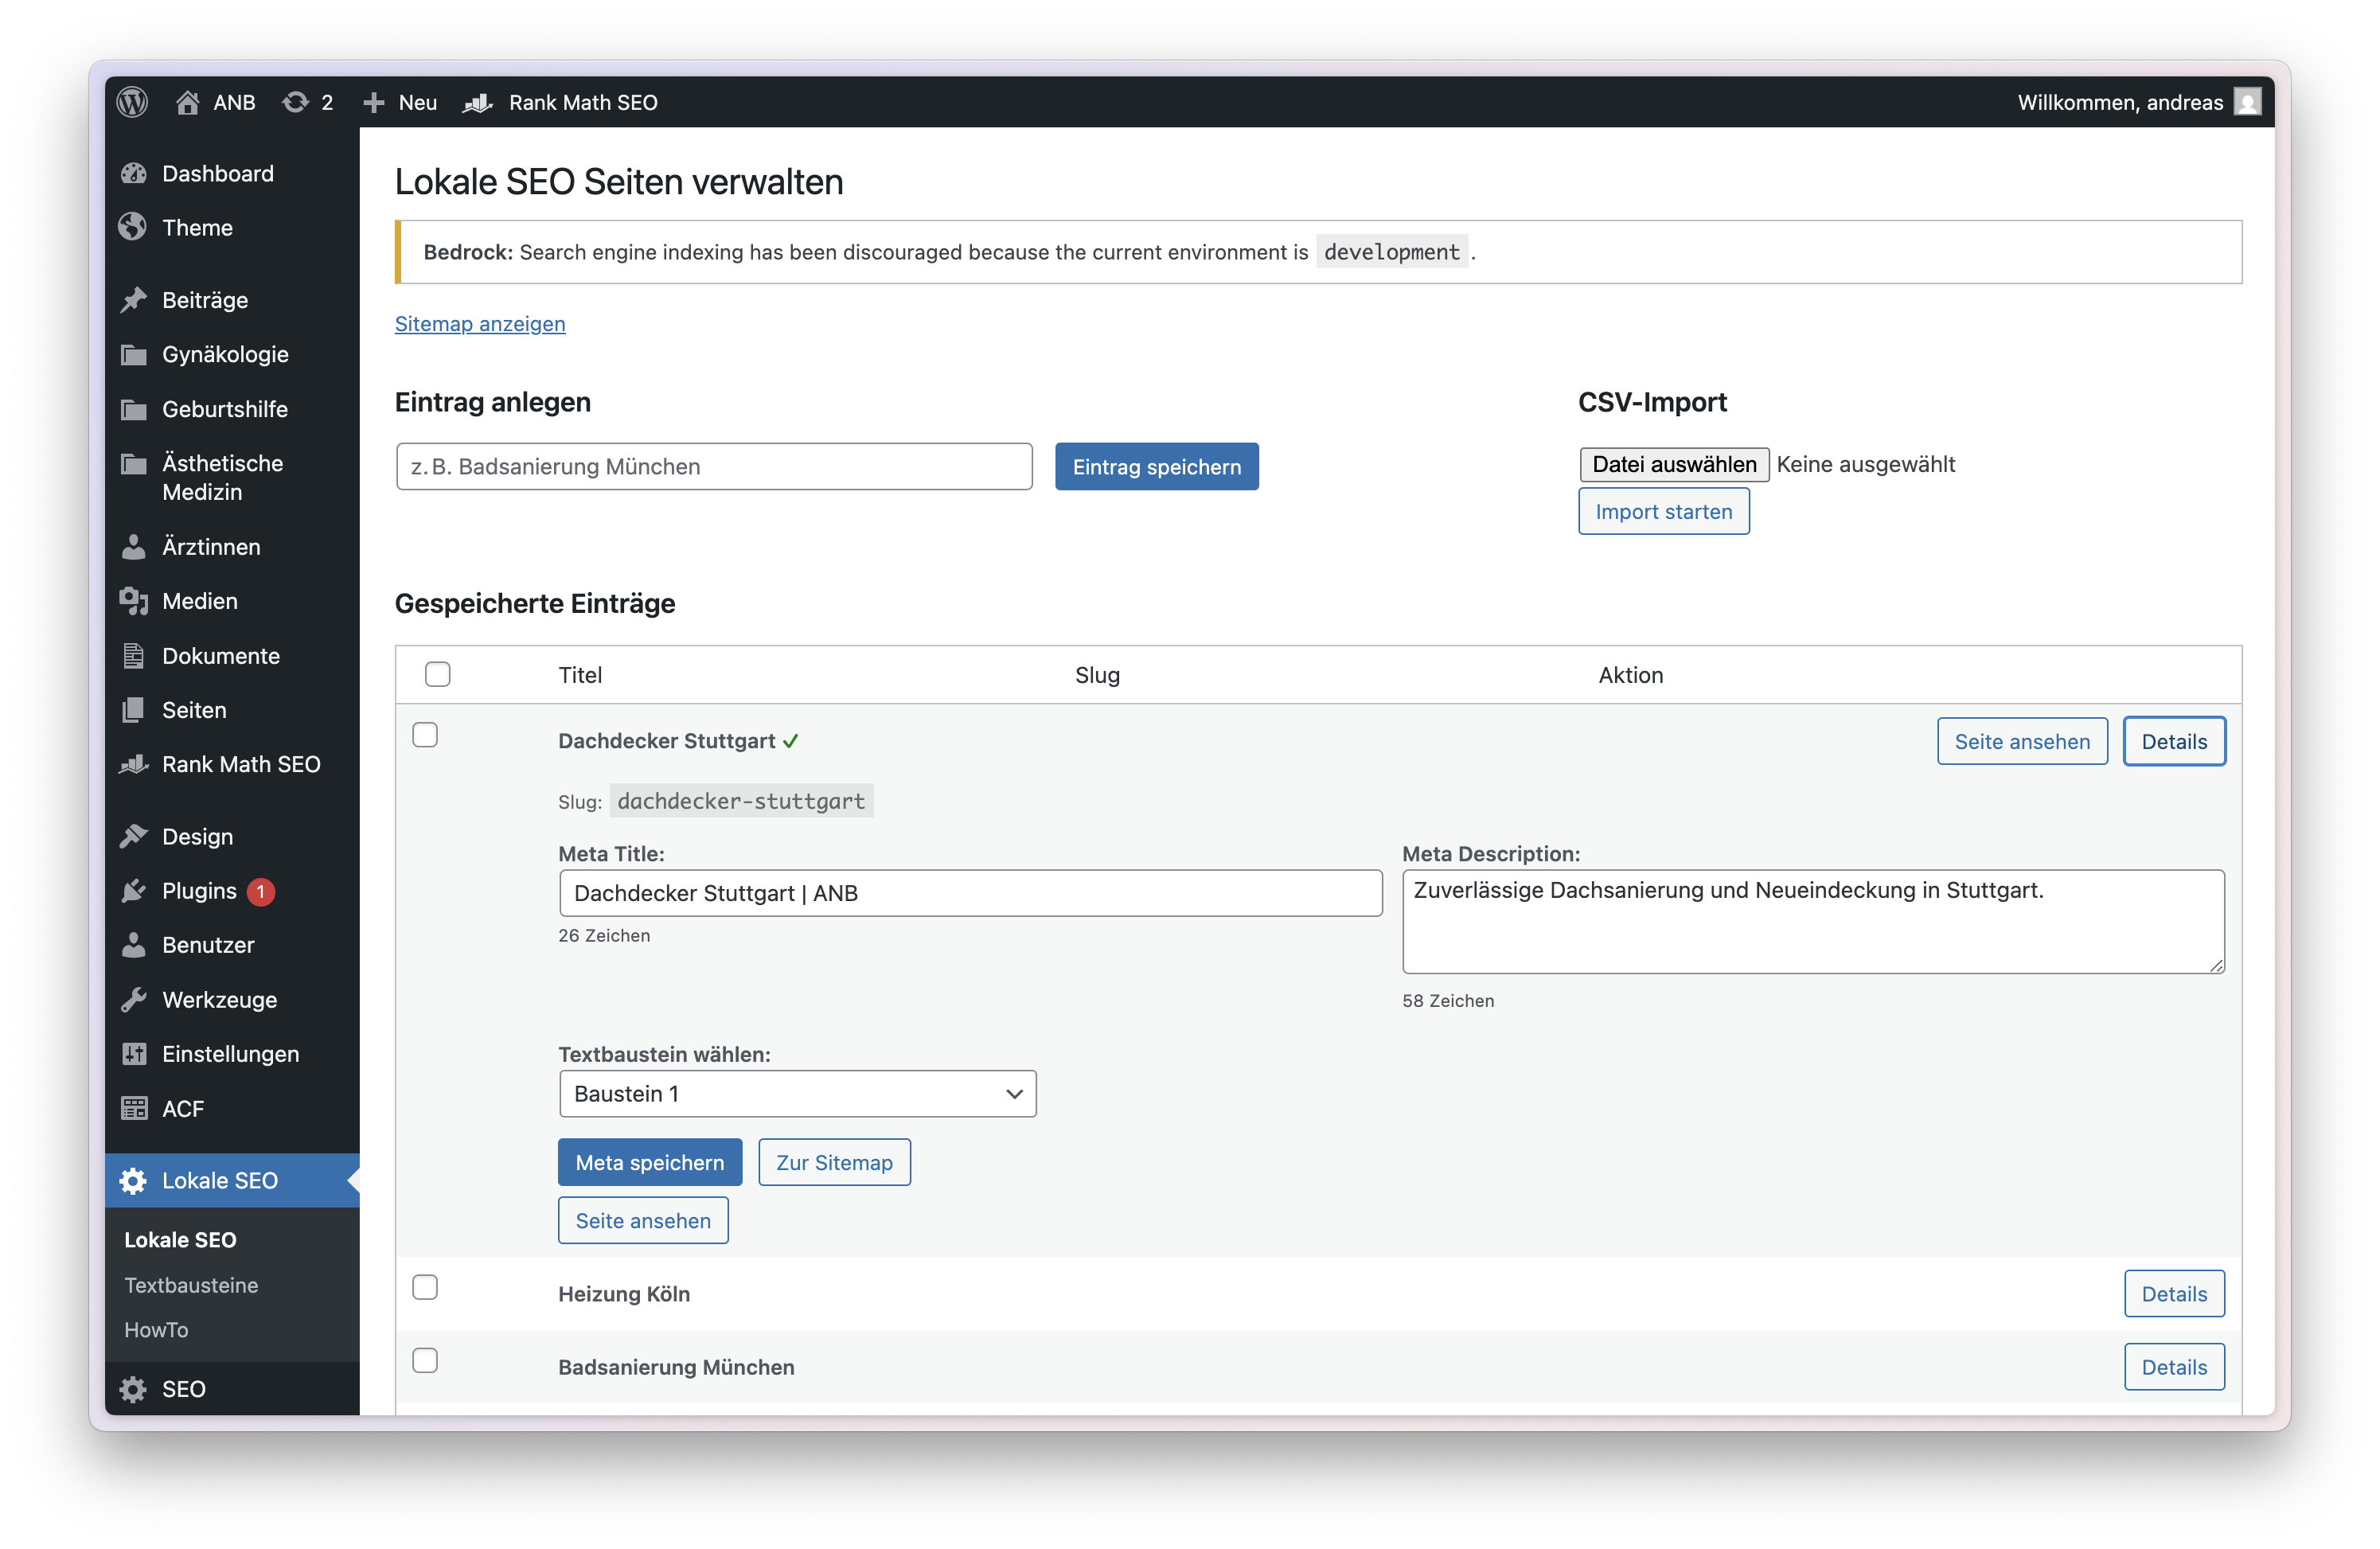 ANB 2 Neu Rank Math SEO Willkommen, andreas
Dashboard
Theme
Beiträge
Gynäkologie
Geburtshilfe
Ästhetische
Medizin
Ärztinnen
Medien
Dokumente
Seiten
Rank Math SEO
Design
Plugins 1
Benutzer
Werkzeuge
Einstellungen
ACF
Lokale SEO
Lokale SEO
Textbausteine
HowTo
SEO
Lokale SEO Seiten verwalten
Bedrock: Search engine indexing has been discouraged because the current environment is development .
Sitemap anzeigen
Eintrag anlegen
z. B. Badsanierung München Eintrag speichern
CSV-Import
Datei auswählen Keine ausgewählt
Import starten
Gespeicherte Einträge
Titel Slug Aktion
Dachdecker Stuttgart ✓ Seite ansehen Details
Slug: dachdecker-stuttgart
Meta Title:
Dachdecker Stuttgart | ANB
26 Zeichen
Meta Description:
Zuverlässige Dachsanierung und Neueindeckung in Stuttgart.
58 Zeichen
Textbaustein wählen:
Baustein 1
Meta speichern Zur Sitemap
Seite ansehen
Heizung Köln Details
Badsanierung München Details